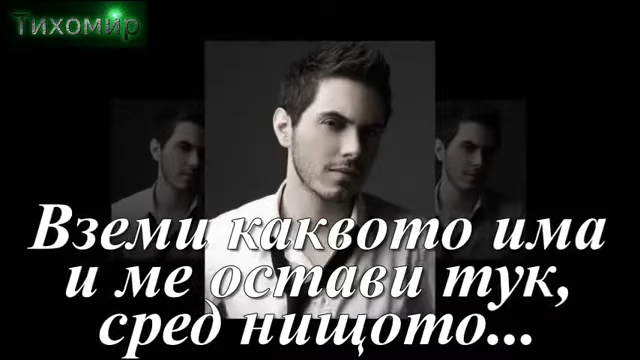 Тихомир
Вземи каквото има
и ме остави тук,
сред нищото...